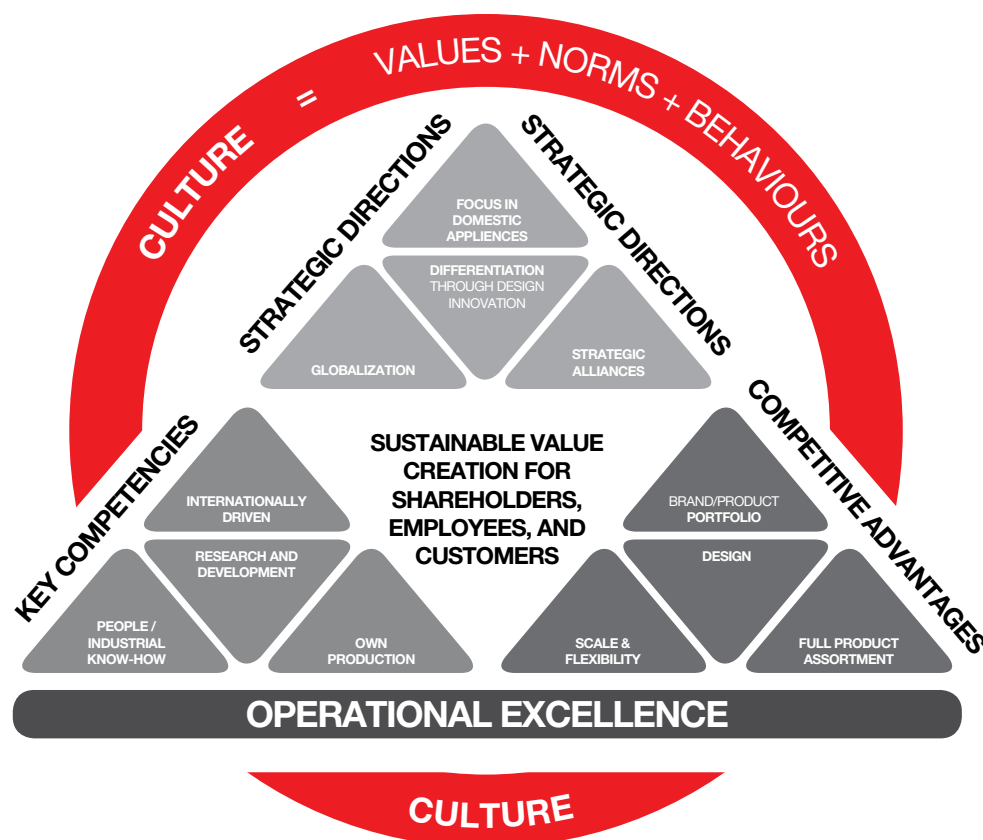 CULTURE = VALUES + NORMS + BEHAVIOURS
STRATEGIC DIRECTIONS
STRATEGIC DIRECTIONS
FOCUS IN
DOMESTIC
APPLIENCES
DIFFERENTIATION
THROUGH DESIGN
INNOVATION
GLOBALIZATION
STRATEGIC
ALLIANCES
KEY COMPETENCIES
INTERNATIONALLY
DRIVEN
RESEARCH AND
DEVELOPMENT
PEOPLE /
INDUSTRIAL
KNOW-HOW
OWN
PRODUCTION
SUSTAINABLE VALUE
CREATION FOR
SHAREHOLDERS,
EMPLOYEES, AND
CUSTOMERS
COMPETITIVE ADVANTAGES
BRAND/PRODUCT
PORTFOLIO
DESIGN
SCALE &
FLEXIBILITY
FULL PRODUCT
ASSORTMENT
OPERATIONAL EXCELLENCE
CULTURE